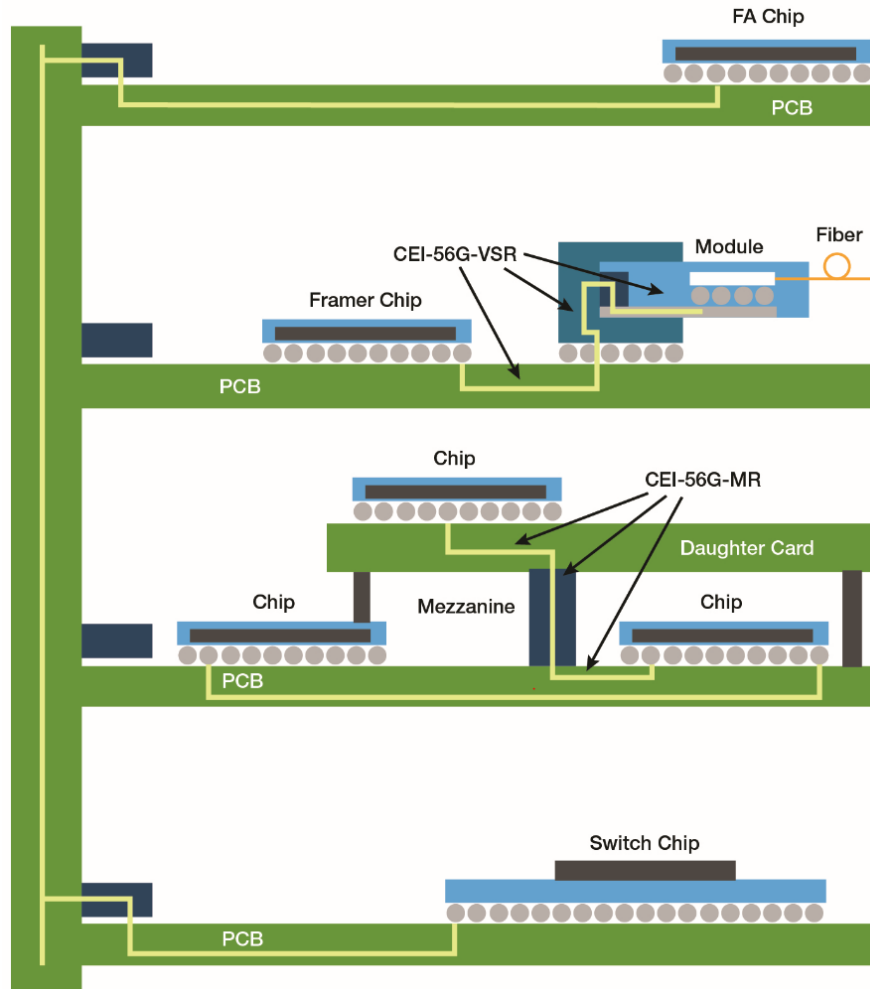 FA Chip
PCB
CEI-56G-VSR
Module
Fiber
Framer Chip
PCB
Chip
CEI-56G-MR
Daughter Card
Chip
Mezzanine
Chip
PCB
Switch Chip
PCB